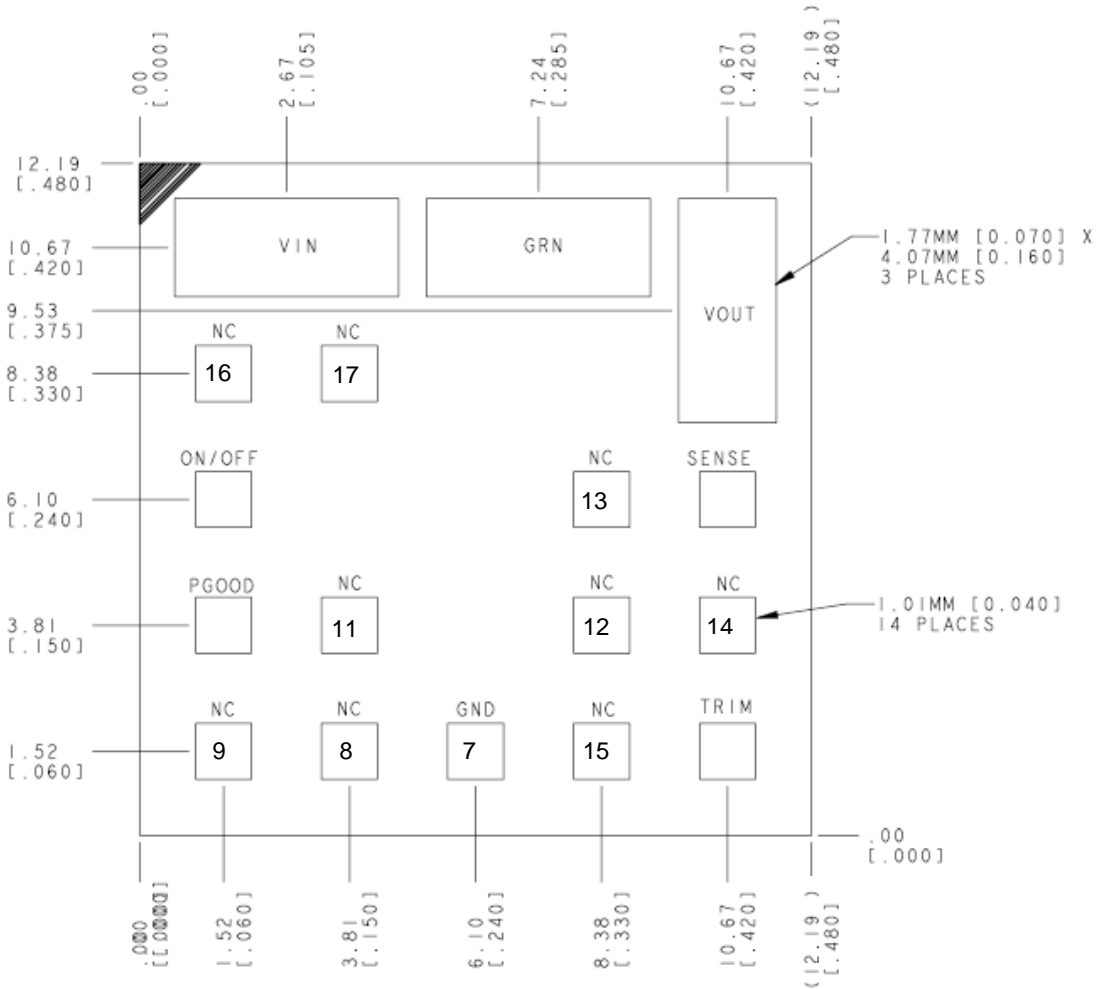 .00
[.000]
2.67
[.105]
7.24
[.285]
10.67
[.420]
(12.19 )
[.480]
12.19
[.480]
VIN
GRN
10.67
[.420]
1.77MM [0.070] X
4.07MM [0.160]
3 PLACES
9.53
[.375]
VOUT
NC
NC
8.38
[.330]
16
17
ON/OFF
NC
SENSE
6.10
[.240]
13
PGOOD
NC
NC
NC
3.81
[.150]
11
12
14
1.01MM [0.040]
14 PLACES
NC
NC
GND
NC
TRIM
1.52
[.060]
9
8
7
15
.00
[.000]
1.52
[.060]
3.81
[.150]
6.10
[.240]
8.38
[.330]
10.67
[.420]
(12.19 )
[.480]